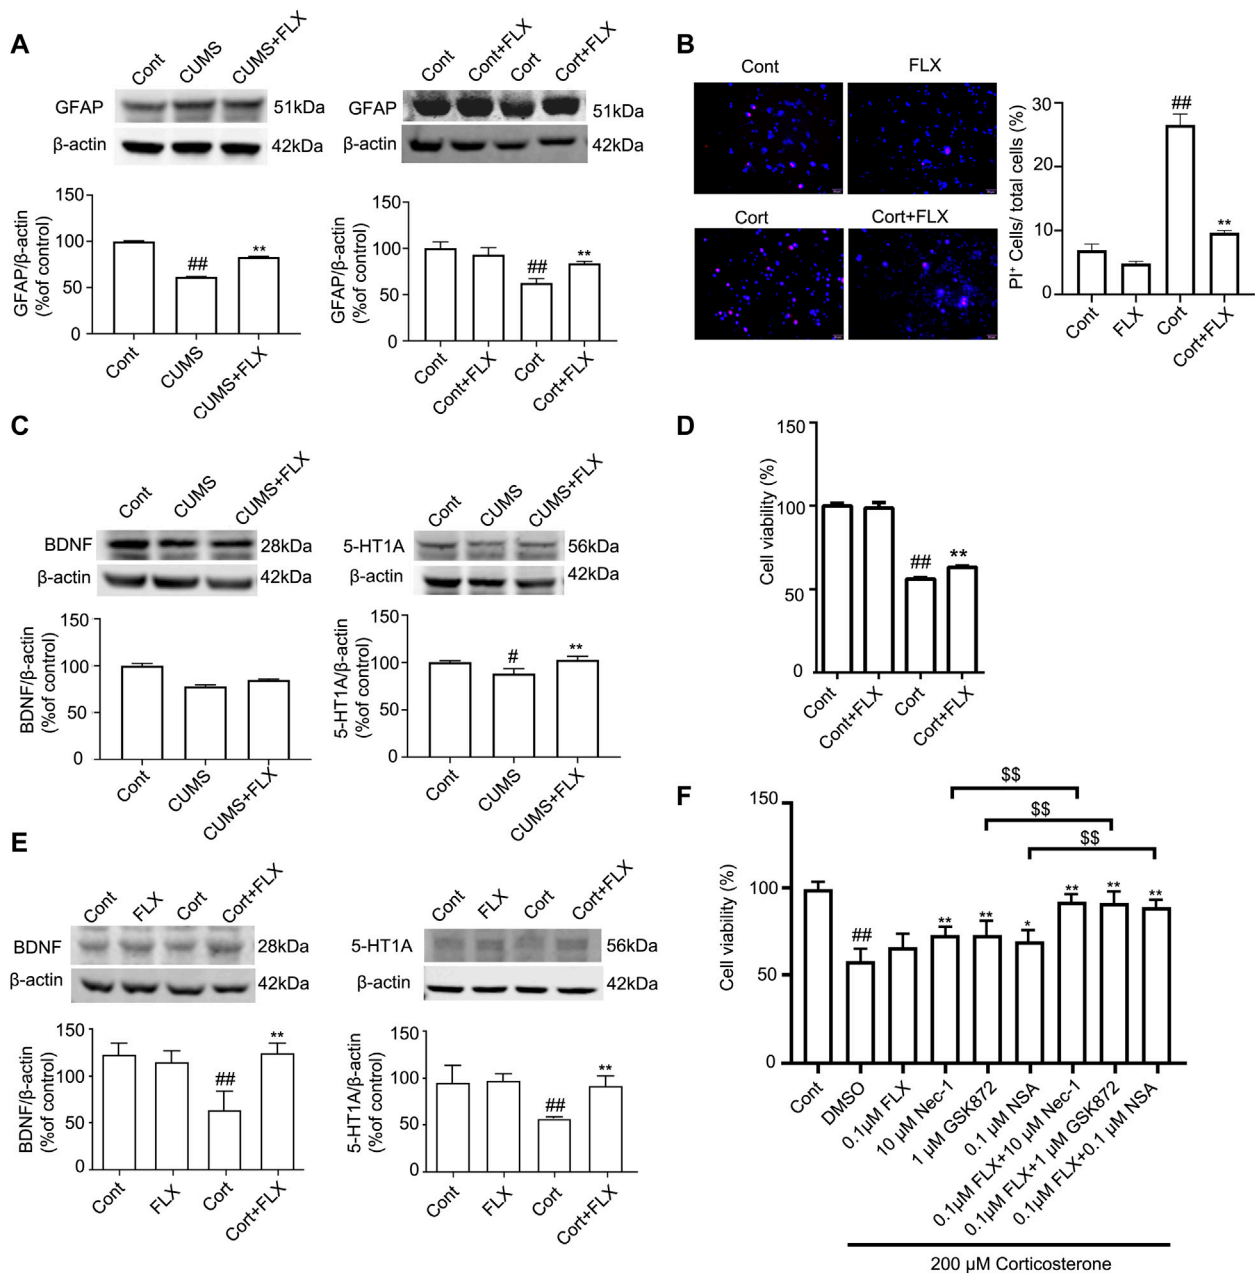 A
Cont
CUMS
CUMS+FLX
GFAP
51kDa
β-actin
42kDa
150
100
50
0
GFAP/β-actin
(%of control)
##
**
Cont
CUMS
CUMS+FLX
Cont
Cont+FLX
Cort
Cort+FLX
GFAP
51kDa
β-actin
42kDa
150
100
50
0
GFAP/β-actin
(%of control)
##
**
Cont
Cont+FLX
Cort
Cort+FLX
B
Cont
FLX
Cort
Cort+FLX
30
20
10
0
PI⁺ Cells/ total cells (%)
##
**
Cont
FLX
Cort
Cort+FLX
C
Cont
CUMS
CUMS+FLX
BDNF
28kDa
β-actin
42kDa
150
100
50
0
BDNF/β-actin
(%of control)
Cont
CUMS
CUMS+FLX
Cont
CUMS
CUMS+FLX
5-HT1A
56kDa
β-actin
42kDa
150
100
50
0
5-HT1A/β-actin
(%of control)
#
**
Cont
CUMS
CUMS+FLX
D
150
100
50
0
Cell viability (%)
##
**
Cont
Cont+FLX
Cort
Cort+FLX
E
Cont
FLX
Cort
Cort+FLX
BDNF
28kDa
β-actin
42kDa
150
100
50
0
BDNF/β-actin
(%of control)
##
**
Cont
FLX
Cort
Cort+FLX
Cont
FLX
Cort
Cort+FLX
5-HT1A
56kDa
β-actin
42kDa
150
100
50
0
5-HT1A/β-actin
(%of control)
##
**
Cont
FLX
Cort
Cort+FLX
F
$$
$$
$$
150
100
50
0
Cell viability (%)
##
**
**
*
**
**
**
Cont
DMSO
0.1μM FLX
10 μM Nec-1
1 μM GSK872
0.1 μM NSA
0.1μM FLX+10 μM Nec-1
0.1μM FLX+1 μM GSK872
0.1μM FLX+0.1 μM NSA
200 μM Corticosterone